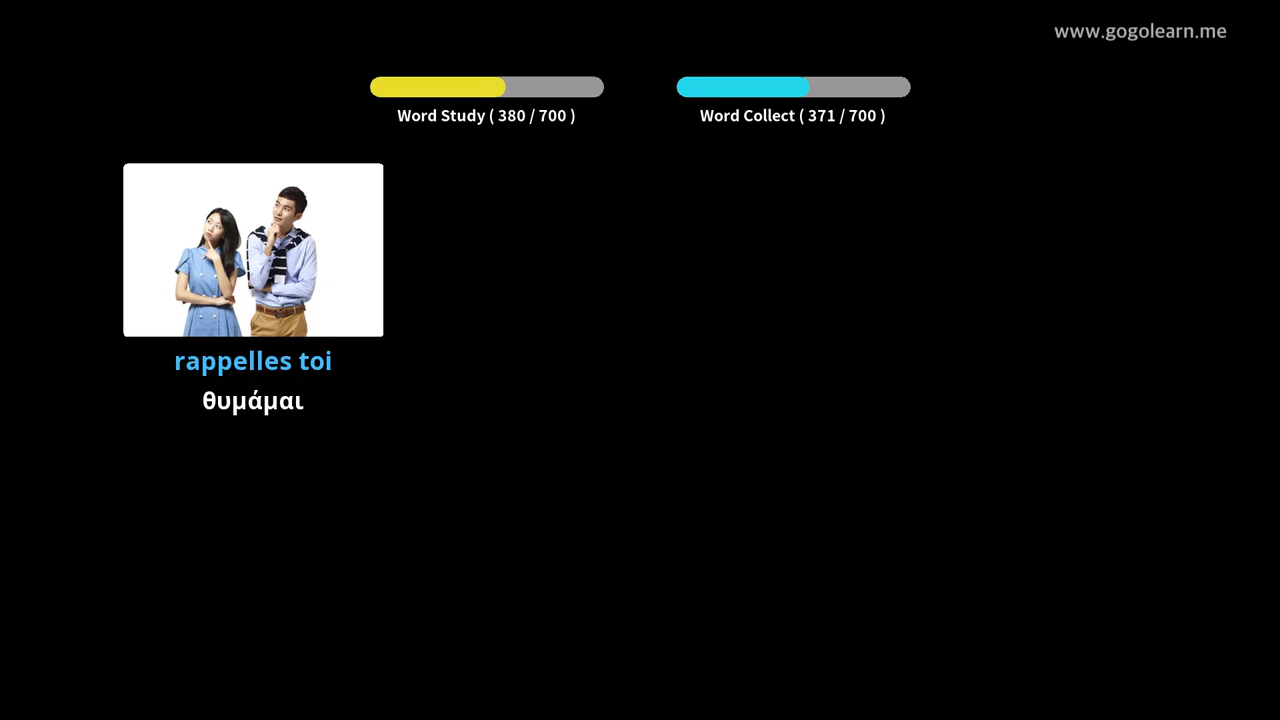 www.gogolearn.me
Word Study ( 380 / 700 )
Word Collect ( 371 / 700 )
rappelles toi
θυμάμαι